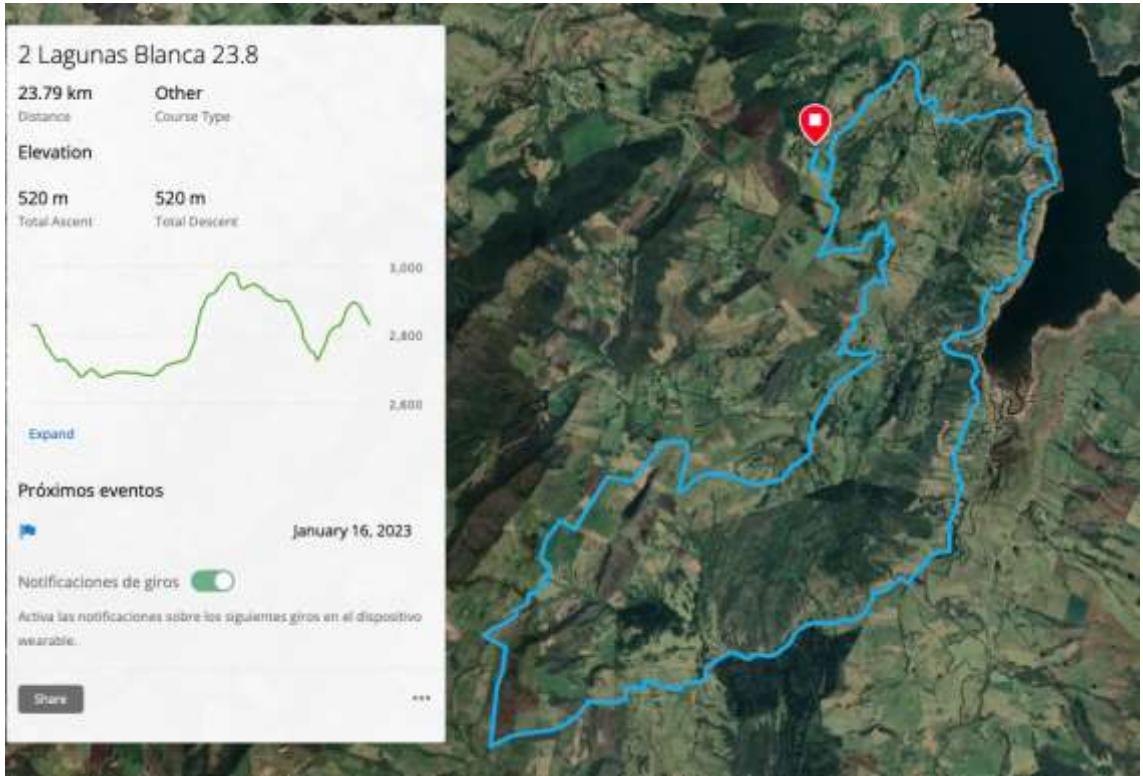 2 Lagunas Blanca 23.8
23.79 km Other
Distance Course Type
Elevation
520 m 520 m
Total Ascent Total Descent
3,000
2,800
2,600
Expand
Próximos eventos
January 16, 2023
Notificaciones de giros
Activa las notificaciones sobre los siguientes giros en el dispositivo
wearable.
Share